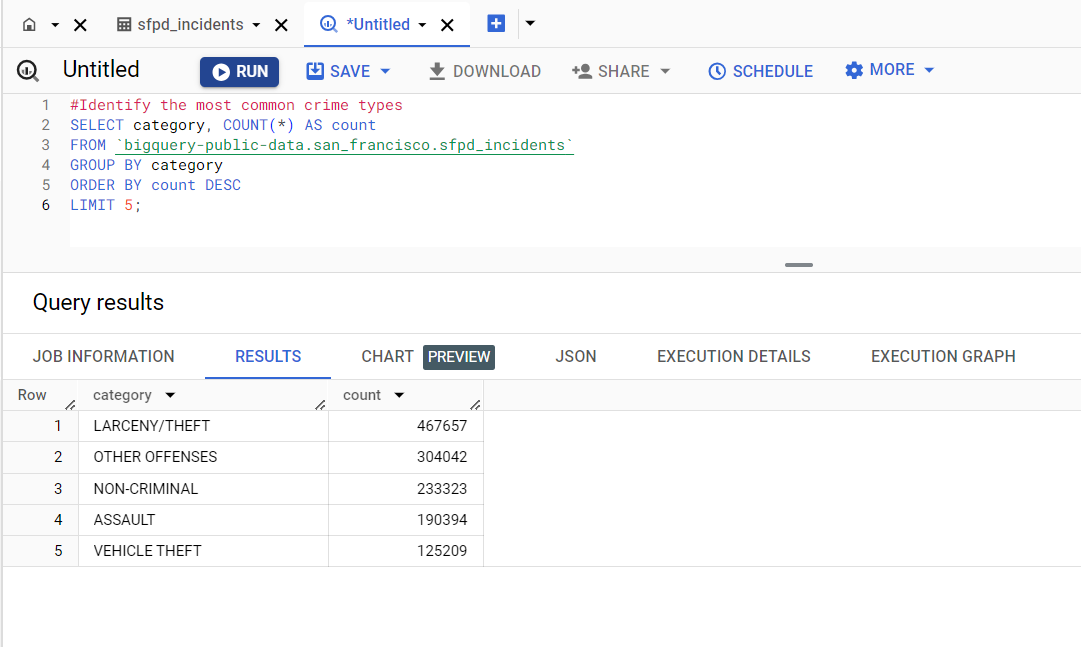 sfpd_incidents
*Untitled
Untitled RUN SAVE DOWNLOAD SHARE SCHEDULE MORE
1 #Identify the most common crime types
2 SELECT category, COUNT(*) AS count
3 FROM `bigquery-public-data.san_francisco.sfpd_incidents`
4 GROUP BY category
5 ORDER BY count DESC
6 LIMIT 5;
Query results
JOB INFORMATION RESULTS CHART PREVIEW JSON EXECUTION DETAILS EXECUTION GRAPH
Row category count
1 LARCENY/THEFT 467657
2 OTHER OFFENSES 304042
3 NON-CRIMINAL 233323
4 ASSAULT 190394
5 VEHICLE THEFT 125209